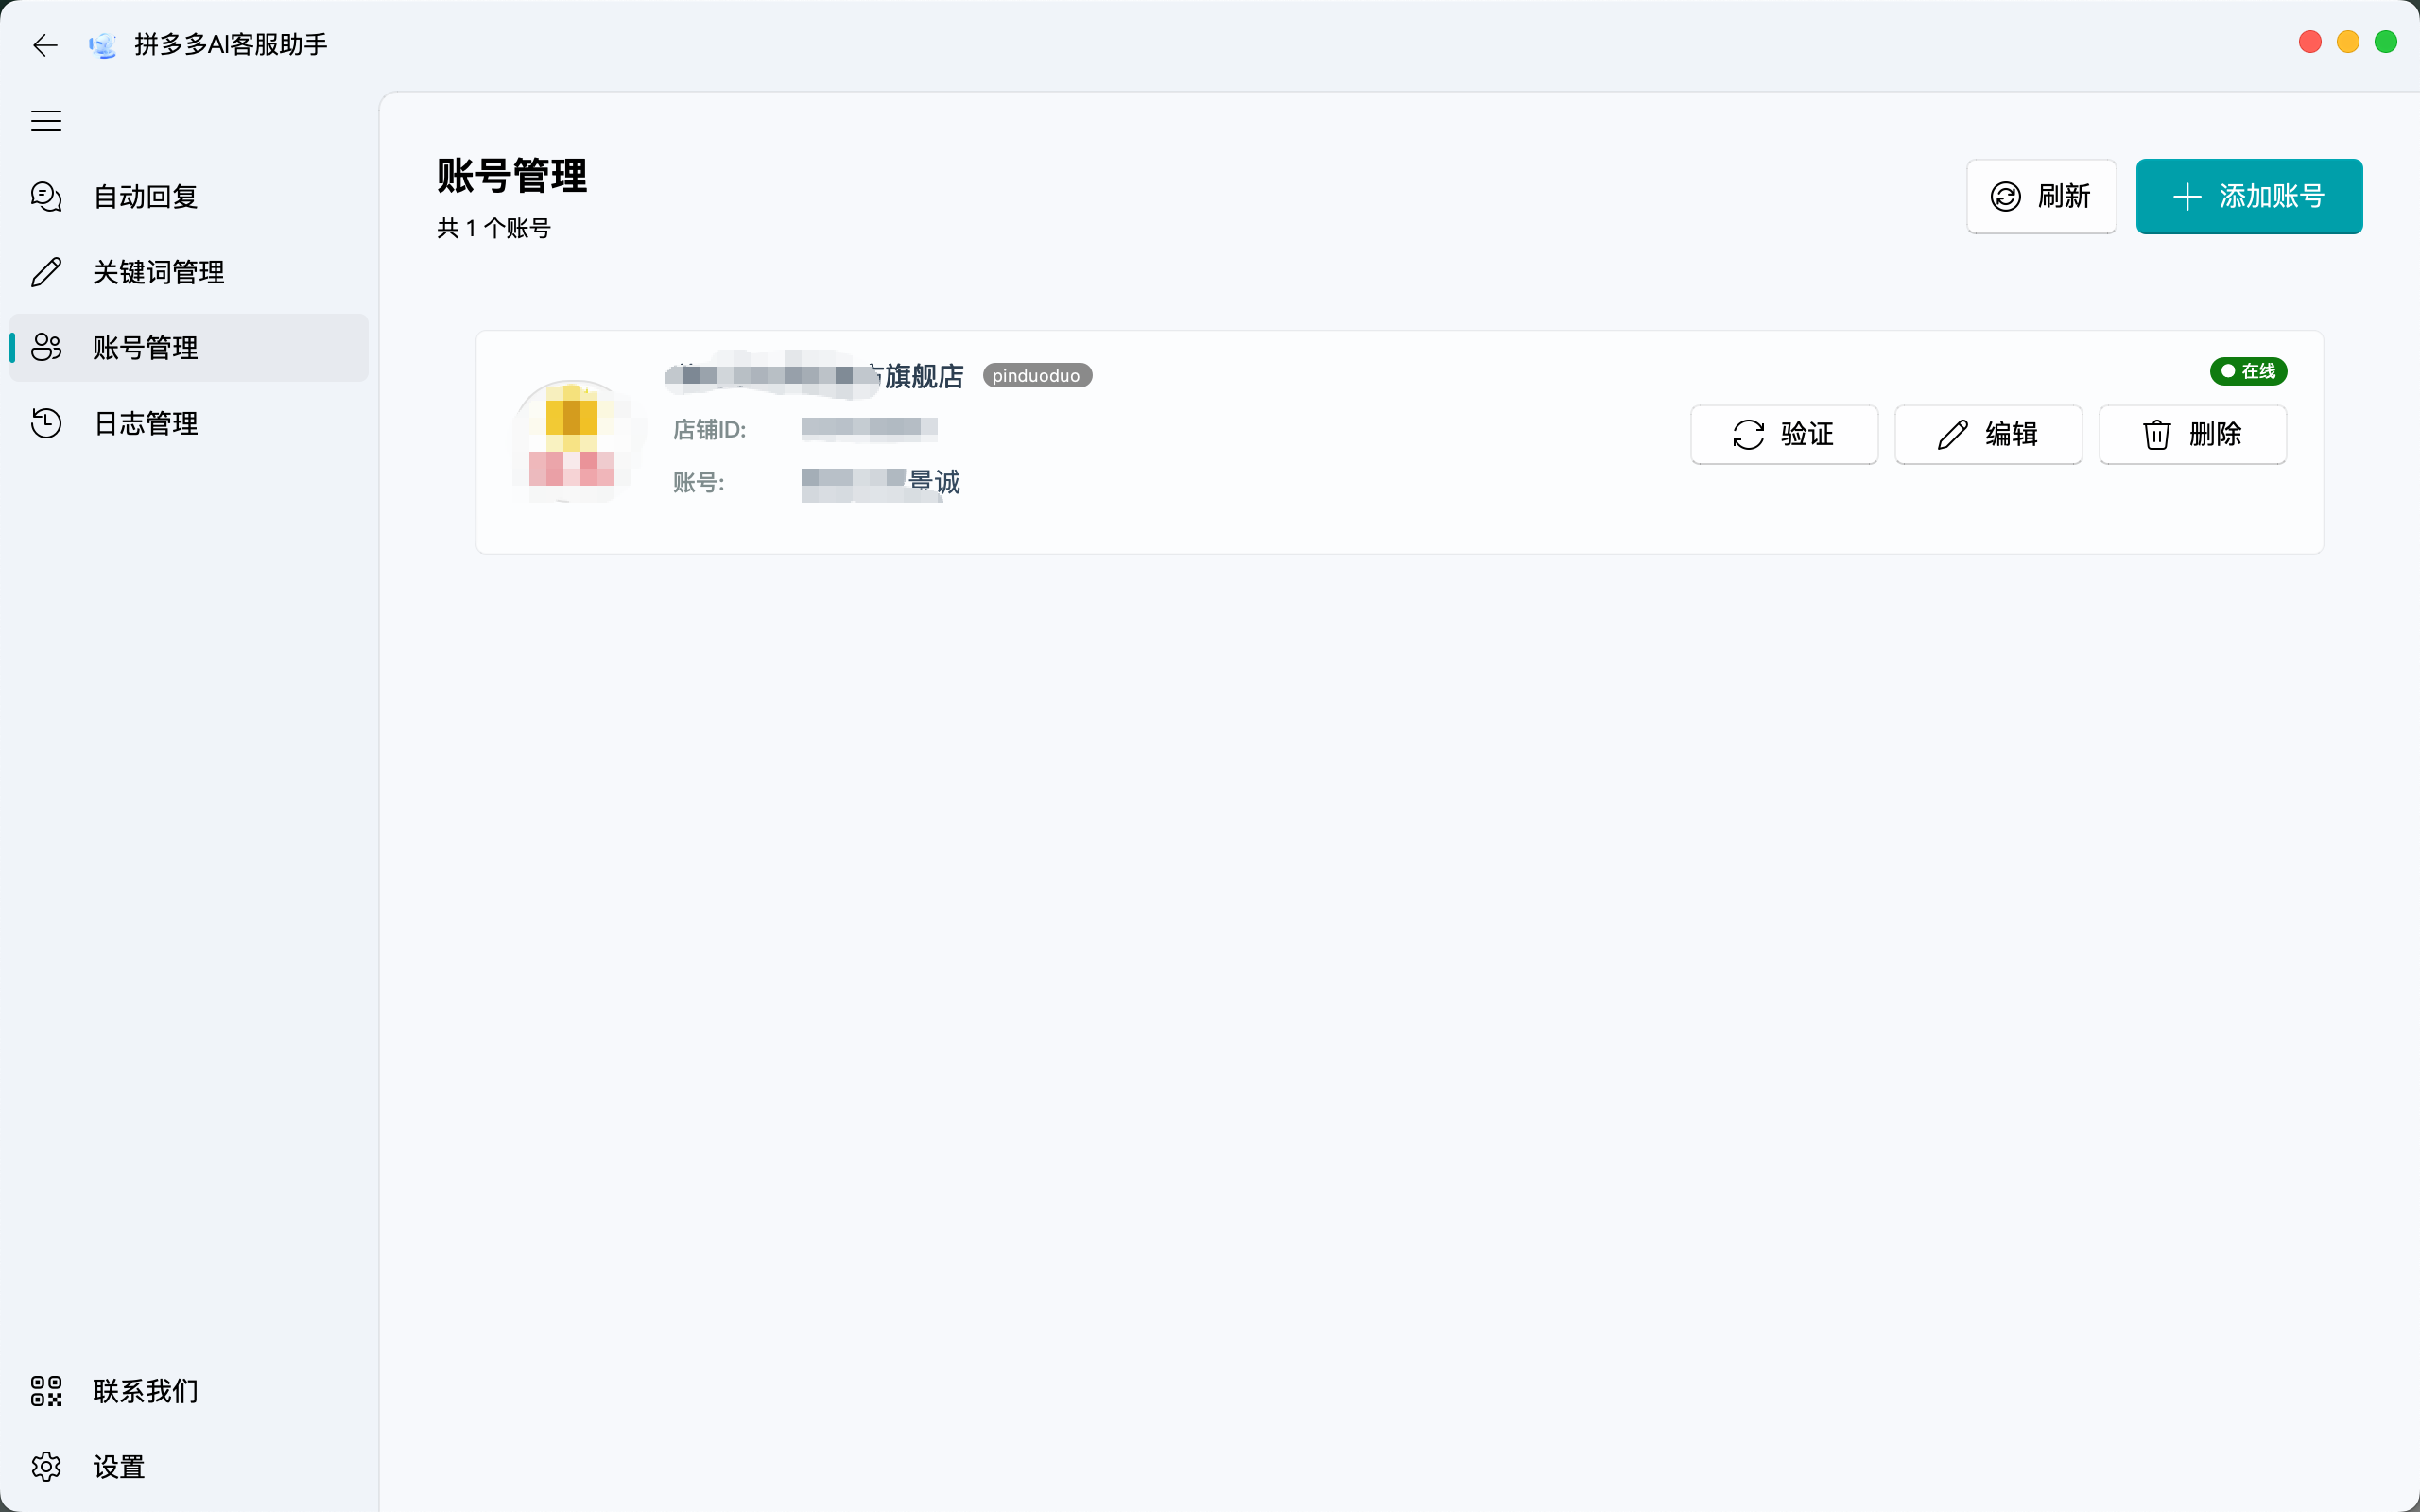 拼多多AI客服助手
自动回复
关键词管理
账号管理
日志管理
联系我们
设置
账号管理
共 1 个账号
刷新
添加账号
旗舰店 pinduoduo
在线
店铺ID:
账号: 景诚
验证
编辑
删除